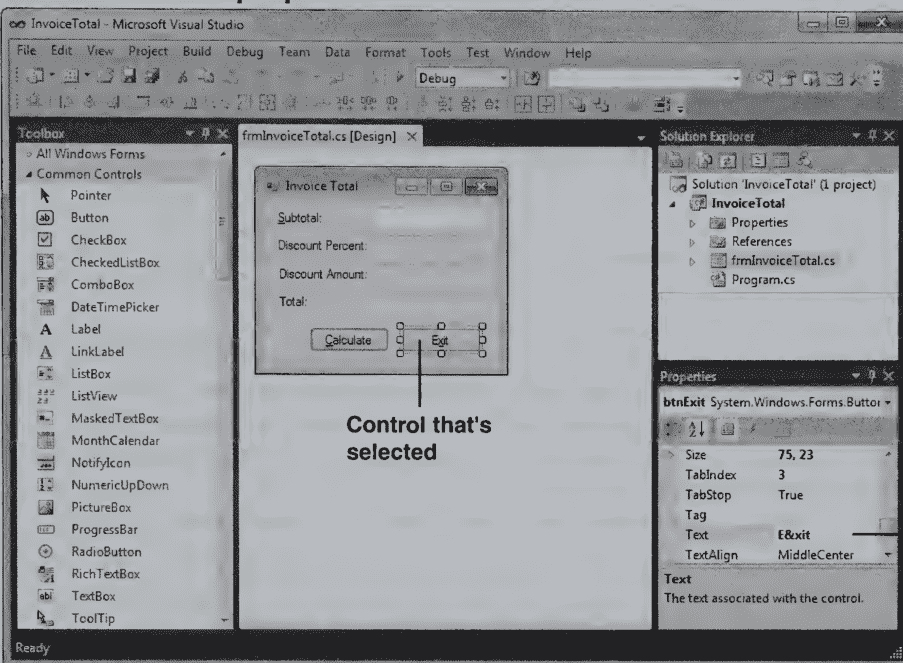 InvoiceTotal - Microsoft Visual Studio
File Edit View Project Build Debug Team Data Format Tools Test Window Help
Debug
Toolbox
All Windows Forms
Common Controls
Pointer
Button
CheckBox
CheckedListBox
ComboBox
DateTimePicker
Label
LinkLabel
ListBox
ListView
MaskedTextBox
MonthCalendar
NotifyIcon
NumericUpDown
PictureBox
ProgressBar
RadioButton
RichTextBox
TextBox
ToolTip
frmInvoiceTotal.cs [Design]
Invoice Total
Subtotal:
Discount Percent:
Discount Amount:
Total:
Calculate Exit
Control that's
selected
Solution Explorer
Solution 'InvoiceTotal' (1 project)
InvoiceTotal
Properties
References
frmInvoiceTotal.cs
Program.cs
Properties
btnExit System.Windows.Forms.Button
Size 75, 23
TabIndex 3
TabStop True
Tag
Text E&xit
TextAlign MiddleCenter
Text
The text associated with the control.
Ready